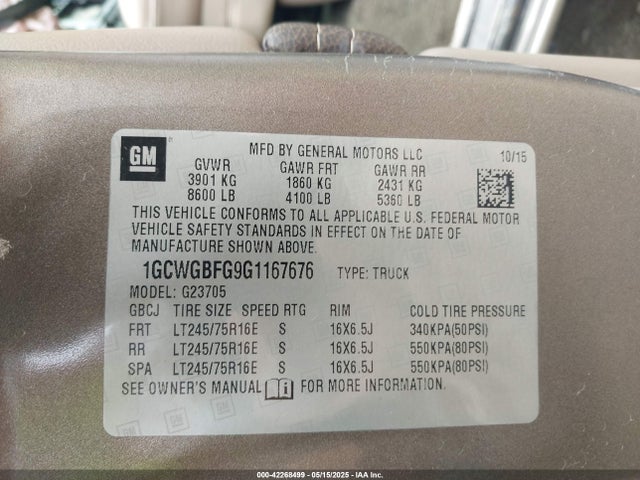 GM
MFD BY GENERAL MOTORS LLC 10/15
GVWR GAWR FRT GAWR RR
3901 KG 1860 KG 2431 KG
8600 LB 4100 LB 5360 LB
THIS VEHICLE CONFORMS TO ALL APPLICABLE U.S. FEDERAL MOTOR
VEHICLE SAFETY STANDARDS IN EFFECT ON THE DATE OF
MANUFACTURE SHOWN ABOVE.
1GCWGBFG9G1167676 TYPE: TRUCK
MODEL: G23705
GBCJ TIRE SIZE SPEED RTG RIM COLD TIRE PRESSURE
FRT LT245/75R16E S 16X6.5J 340KPA(50PSI)
RR LT245/75R16E S 16X6.5J 550KPA(80PSI)
SPA LT245/75R16E S 16X6.5J 550KPA(80PSI)
SEE OWNER'S MANUAL FOR MORE INFORMATION.
000-42268499 - 05/15/2025 - IAA Inc.